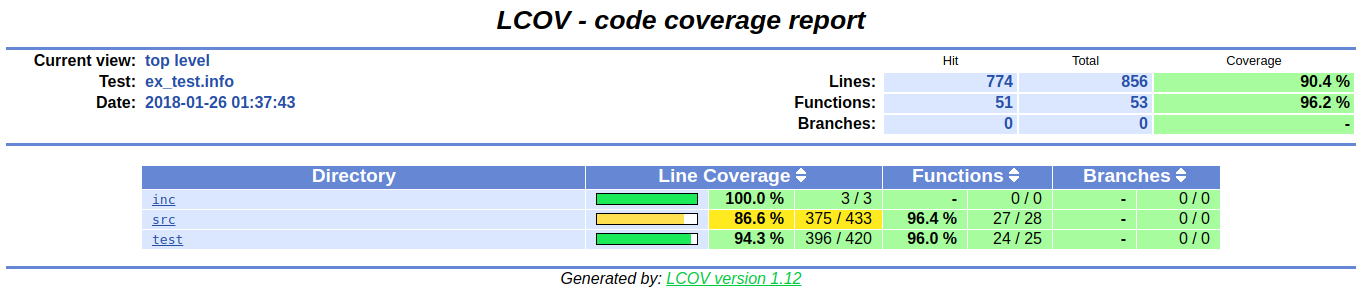 LCOV - code coverage report
Current view: top level Hit Total Coverage
Test: ex_test.info Lines: 774 856 90.4 %
Date: 2018-01-26 01:37:43 Functions: 51 53 96.2 %
Branches: 0 0 -
Directory Line Coverage Functions Branches
inc 100.0 % 3 / 3 - 0 / 0 - 0 / 0
src 86.6 % 375 / 433 96.4 % 27 / 28 - 0 / 0
test 94.3 % 396 / 420 96.0 % 24 / 25 - 0 / 0
Generated by: LCOV version 1.12